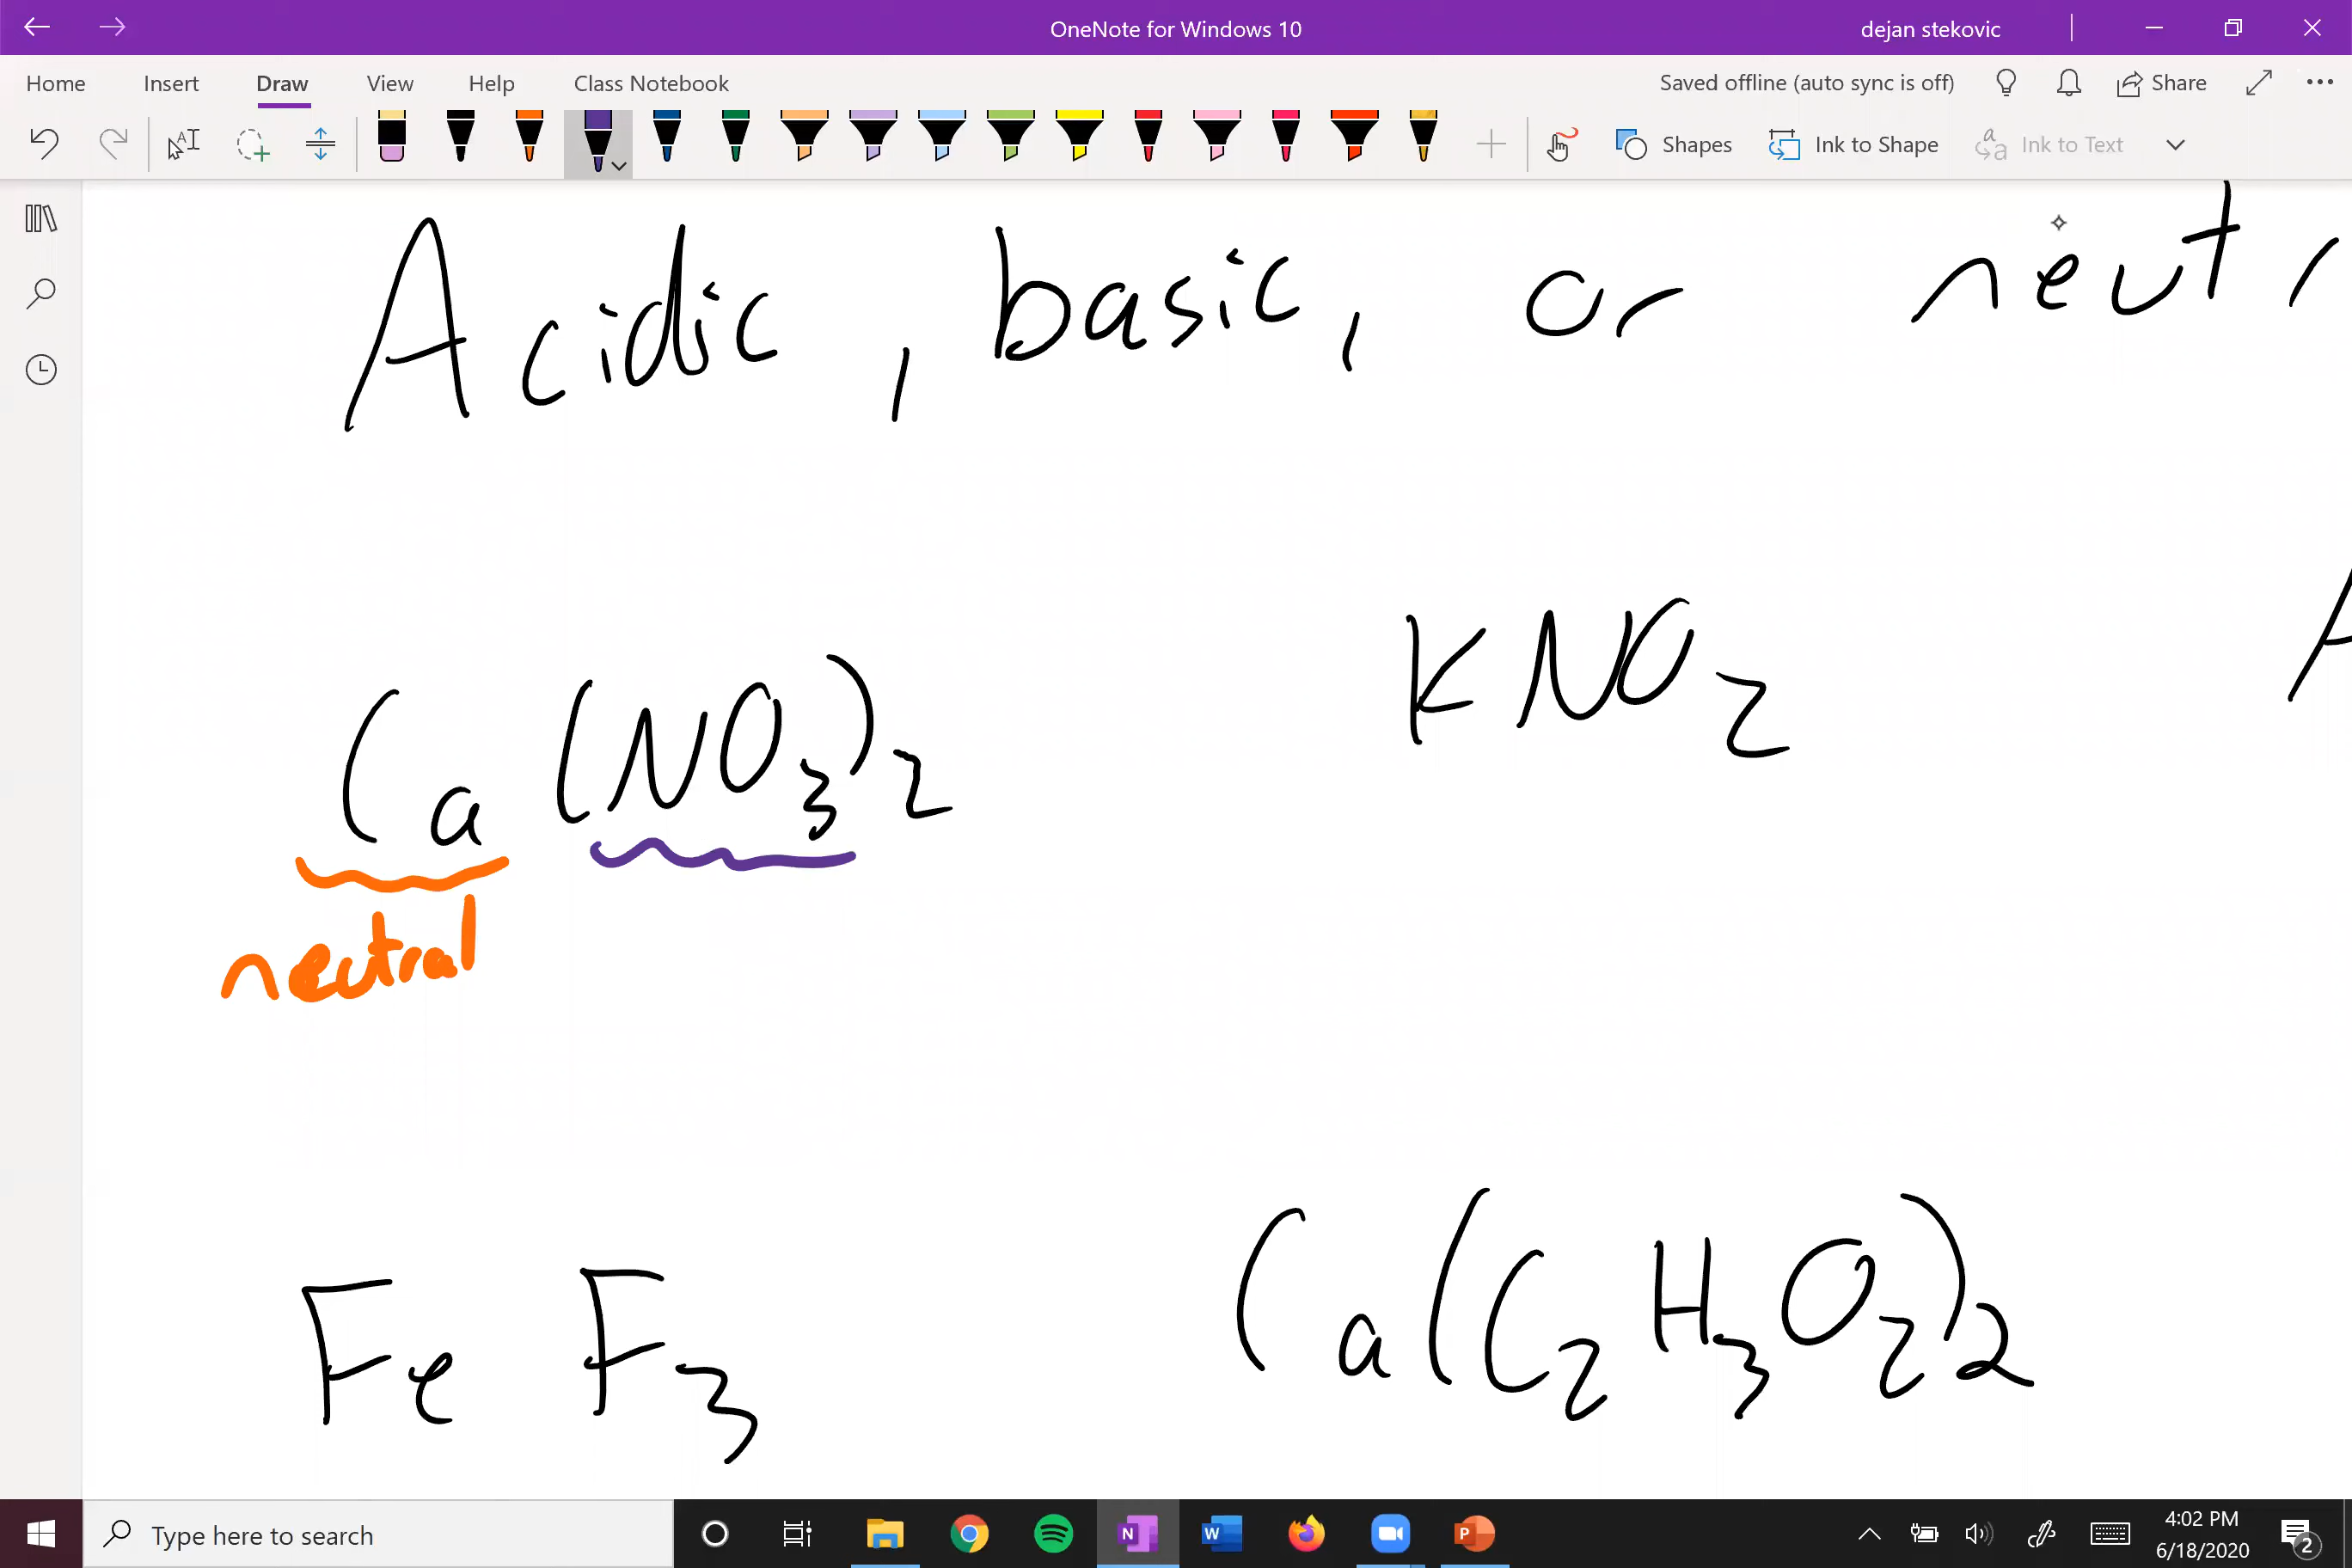 OneNote for Windows 10 dejan stekovic
Home Insert Draw View Help Class Notebook Saved offline (auto sync is off) Share
Shapes Ink to Shape Ink to Text
Acidic, basic, or neutr
Ca(NO3)2 KNO2
neutral
FeF3 Ca(C2H3O2)2
Type here to search
4:02 PM
6/18/2020
2